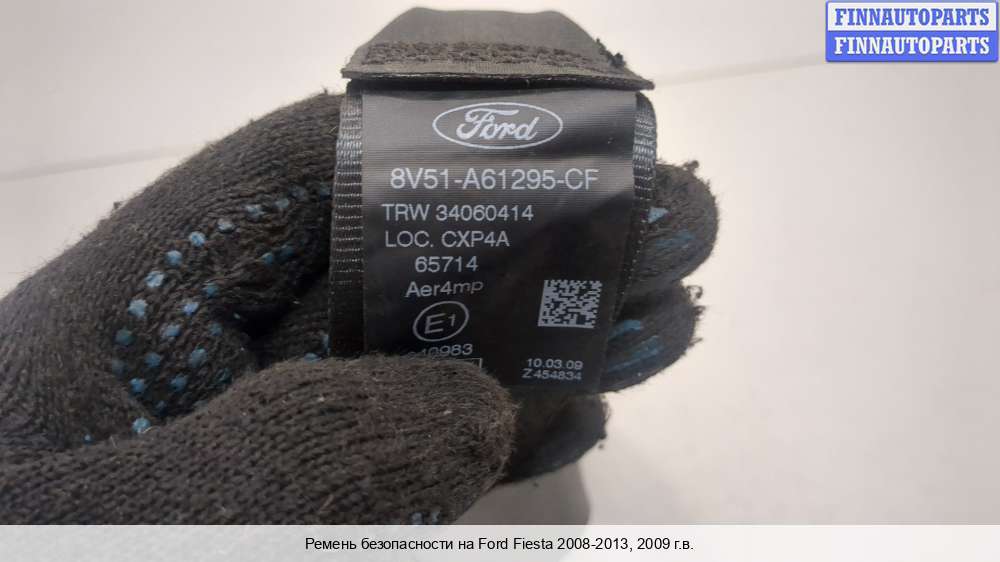 FINNAUTOPARTS
FINNAUTOPARTS
Ford
8V51-A61295-CF
TRW 34060414
LOC. CXP4A
65714
Aer4mp
E1
10.03.09
Z 454834
Ремень безопасности на Ford Fiesta 2008-2013, 2009 г.в.